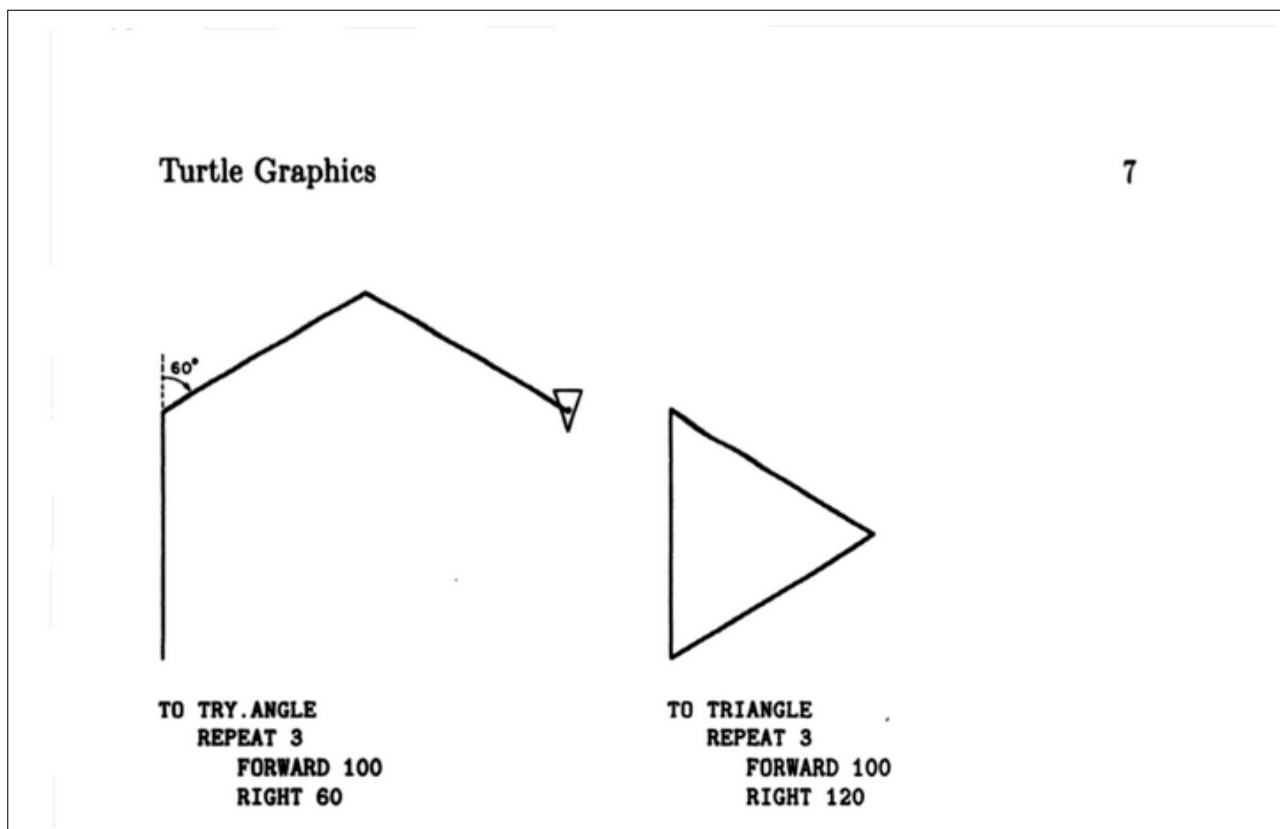 Turtle Graphics 7
60°
TO TRY.ANGLE
REPEAT 3
FORWARD 100
RIGHT 60
TO TRIANGLE
REPEAT 3
FORWARD 100
RIGHT 120